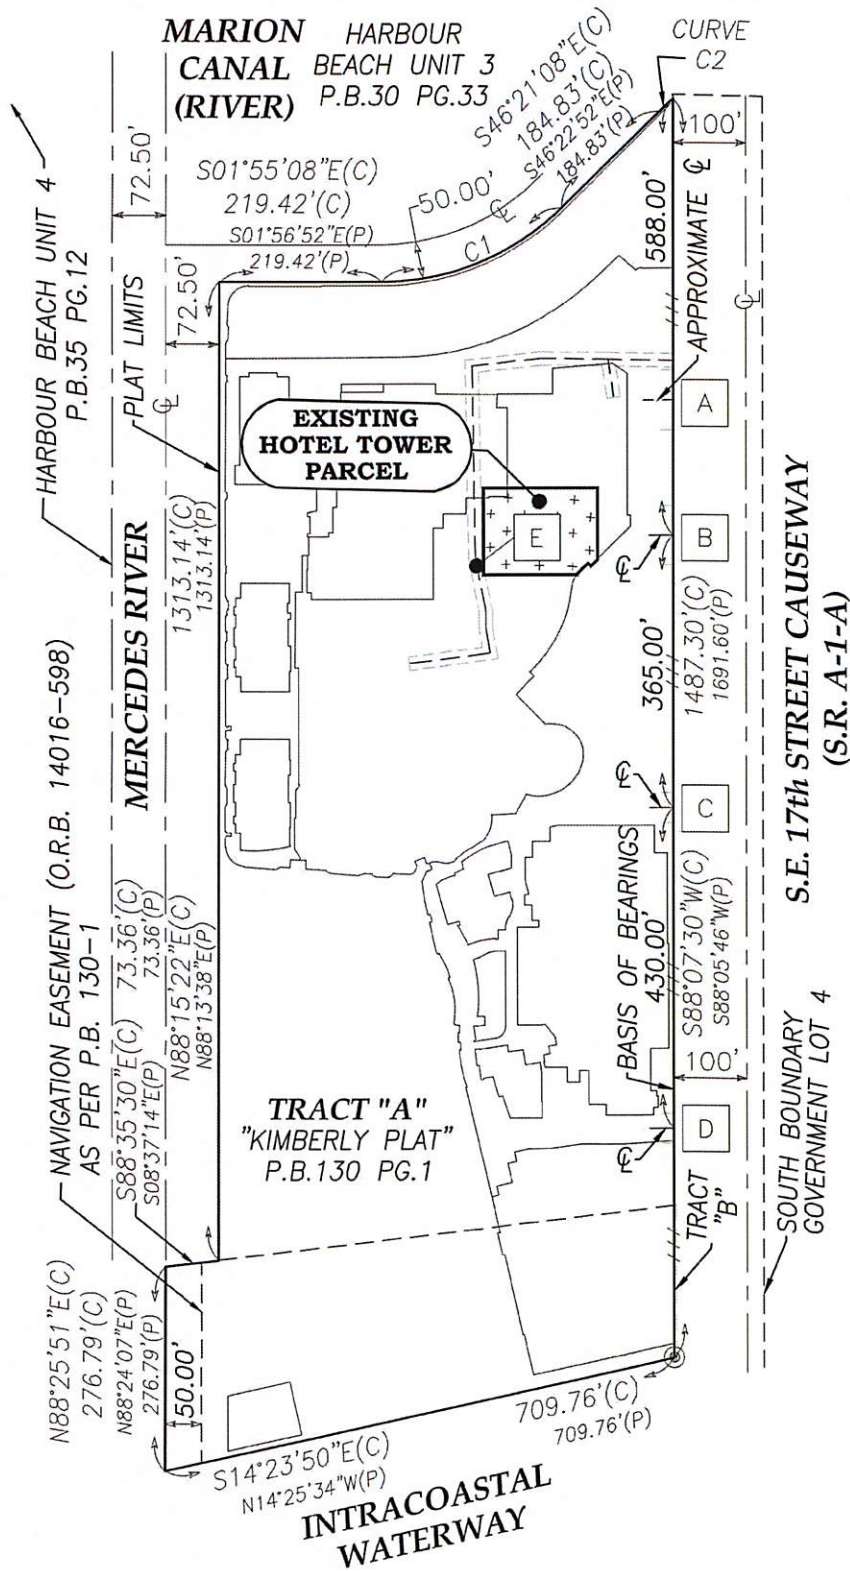 MARION
CANAL
(RIVER)
HARBOUR
BEACH UNIT 3
P.B.30 PG.33
CURVE
C2
S46°21'08"E(C)
184.83'(C)
S46°22'52"E(P)
184.83'(P)
100'
72.50'
S01°55'08"E(C)
219.42'(C)
S01°56'52"E(P)
219.42'(P)
50.00'
℄
C1
588.00'
APPROXIMATE ℄
℄
HARBOUR BEACH UNIT 4
P.B.35 PG.12
PLAT LIMITS
72.50'
℄
A
EXISTING
HOTEL TOWER
PARCEL
E
B
℄
MERCEDES RIVER
1313.14'(C)
1313.14'(P)
365.00'
1487.30'(C)
1691.60'(P)
S.E. 17th STREET CAUSEWAY
(S.R. A-1-A)
℄
C
NAVIGATION EASEMENT (O.R.B. 14016-598)
AS PER P.B. 130-1
S88°35'30"E(C) 73.36'(C)
S08°37'14"E(P) 73.36'(P)
N88°15'22"E(C)
N88°13'38"E(P)
BASIS OF BEARINGS
430.00'
S88°07'30"W(C)
S88°05'46"W(P)
100'
TRACT "A"
"KIMBERLY PLAT"
P.B.130 PG.1
℄
D
TRACT
"B"
SOUTH BOUNDARY
GOVERNMENT LOT 4
N88°25'51"E(C)
276.79'(C)
N88°24'07"E(P)
276.79'(P)
50.00'
S14°23'50"E(C)
N14°25'34"W(P)
709.76'(C)
709.76'(P)
INTRACOASTAL
WATERWAY